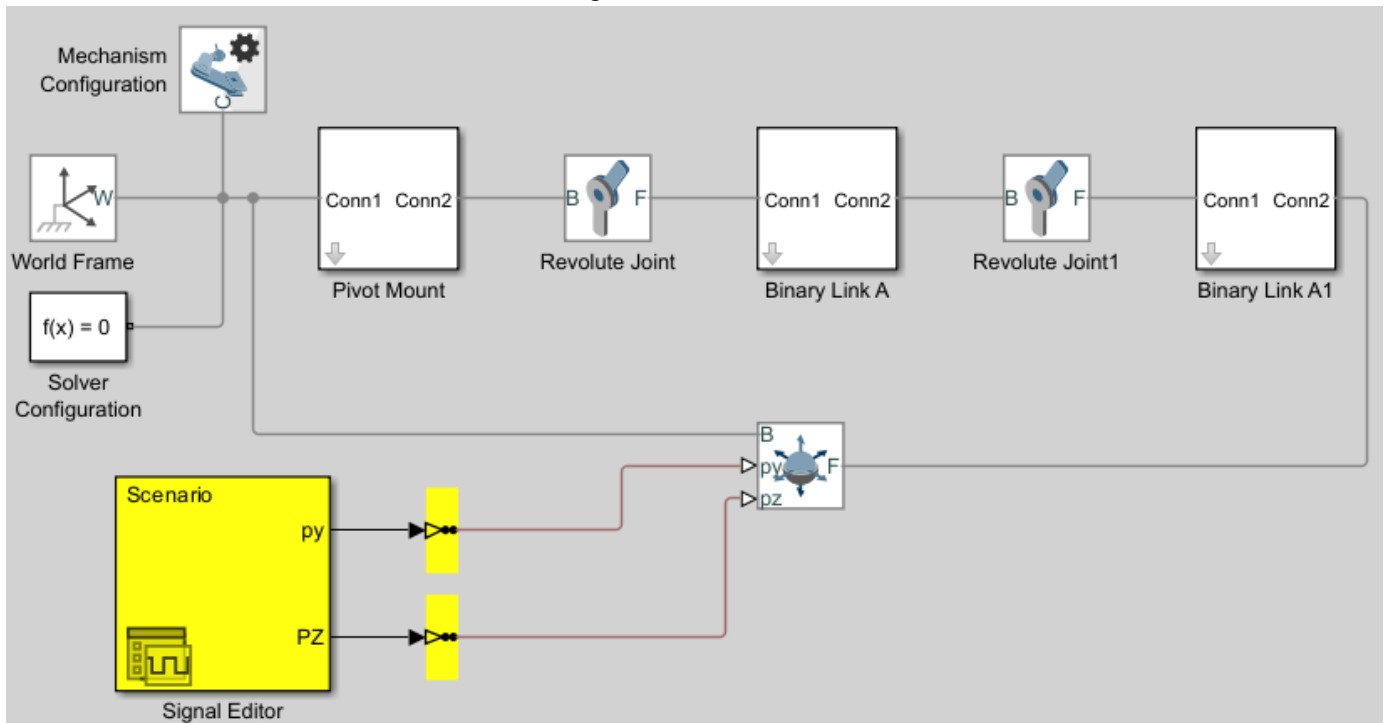 Mechanism
Configuration
C
W
World Frame
Conn1 Conn2
Pivot Mount
B F
Revolute Joint
Conn1 Conn2
Binary Link A
B F
Revolute Joint1
Conn1 Conn2
Binary Link A1
f(x) = 0
Solver
Configuration
B
py
F
pz
Scenario
py
PZ
Signal Editor